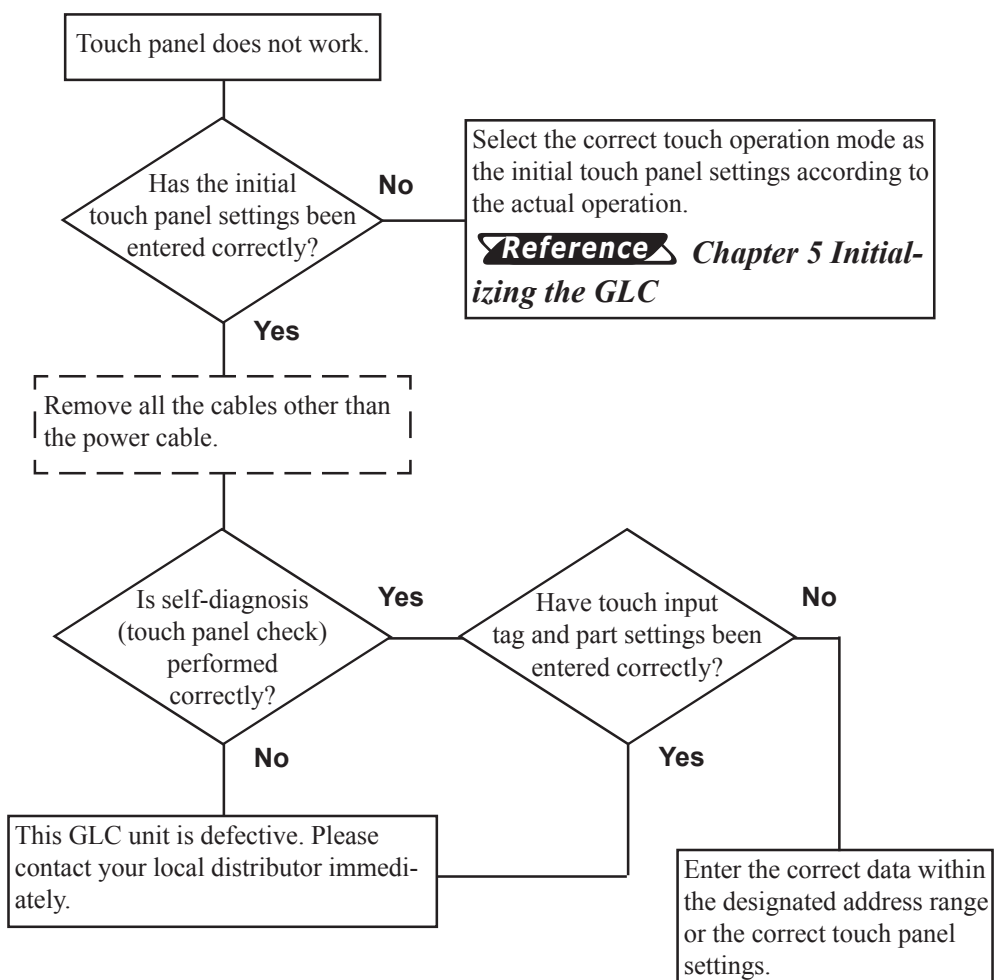 Touch panel does not work.
Has the initial
touch panel settings been
entered correctly?
No
Select the correct touch operation mode as
the initial touch panel settings according to
the actual operation.
Reference Chapter 5 Initial-
izing the GLC
Yes
Remove all the cables other than
the power cable.
Is self-diagnosis
(touch panel check)
performed
correctly?
Yes
Have touch input
tag and part settings been
entered correctly?
No
No
Yes
This GLC unit is defective. Please
contact your local distributor immedi-
ately.
Enter the correct data within
the designated address range
or the correct touch panel
settings.